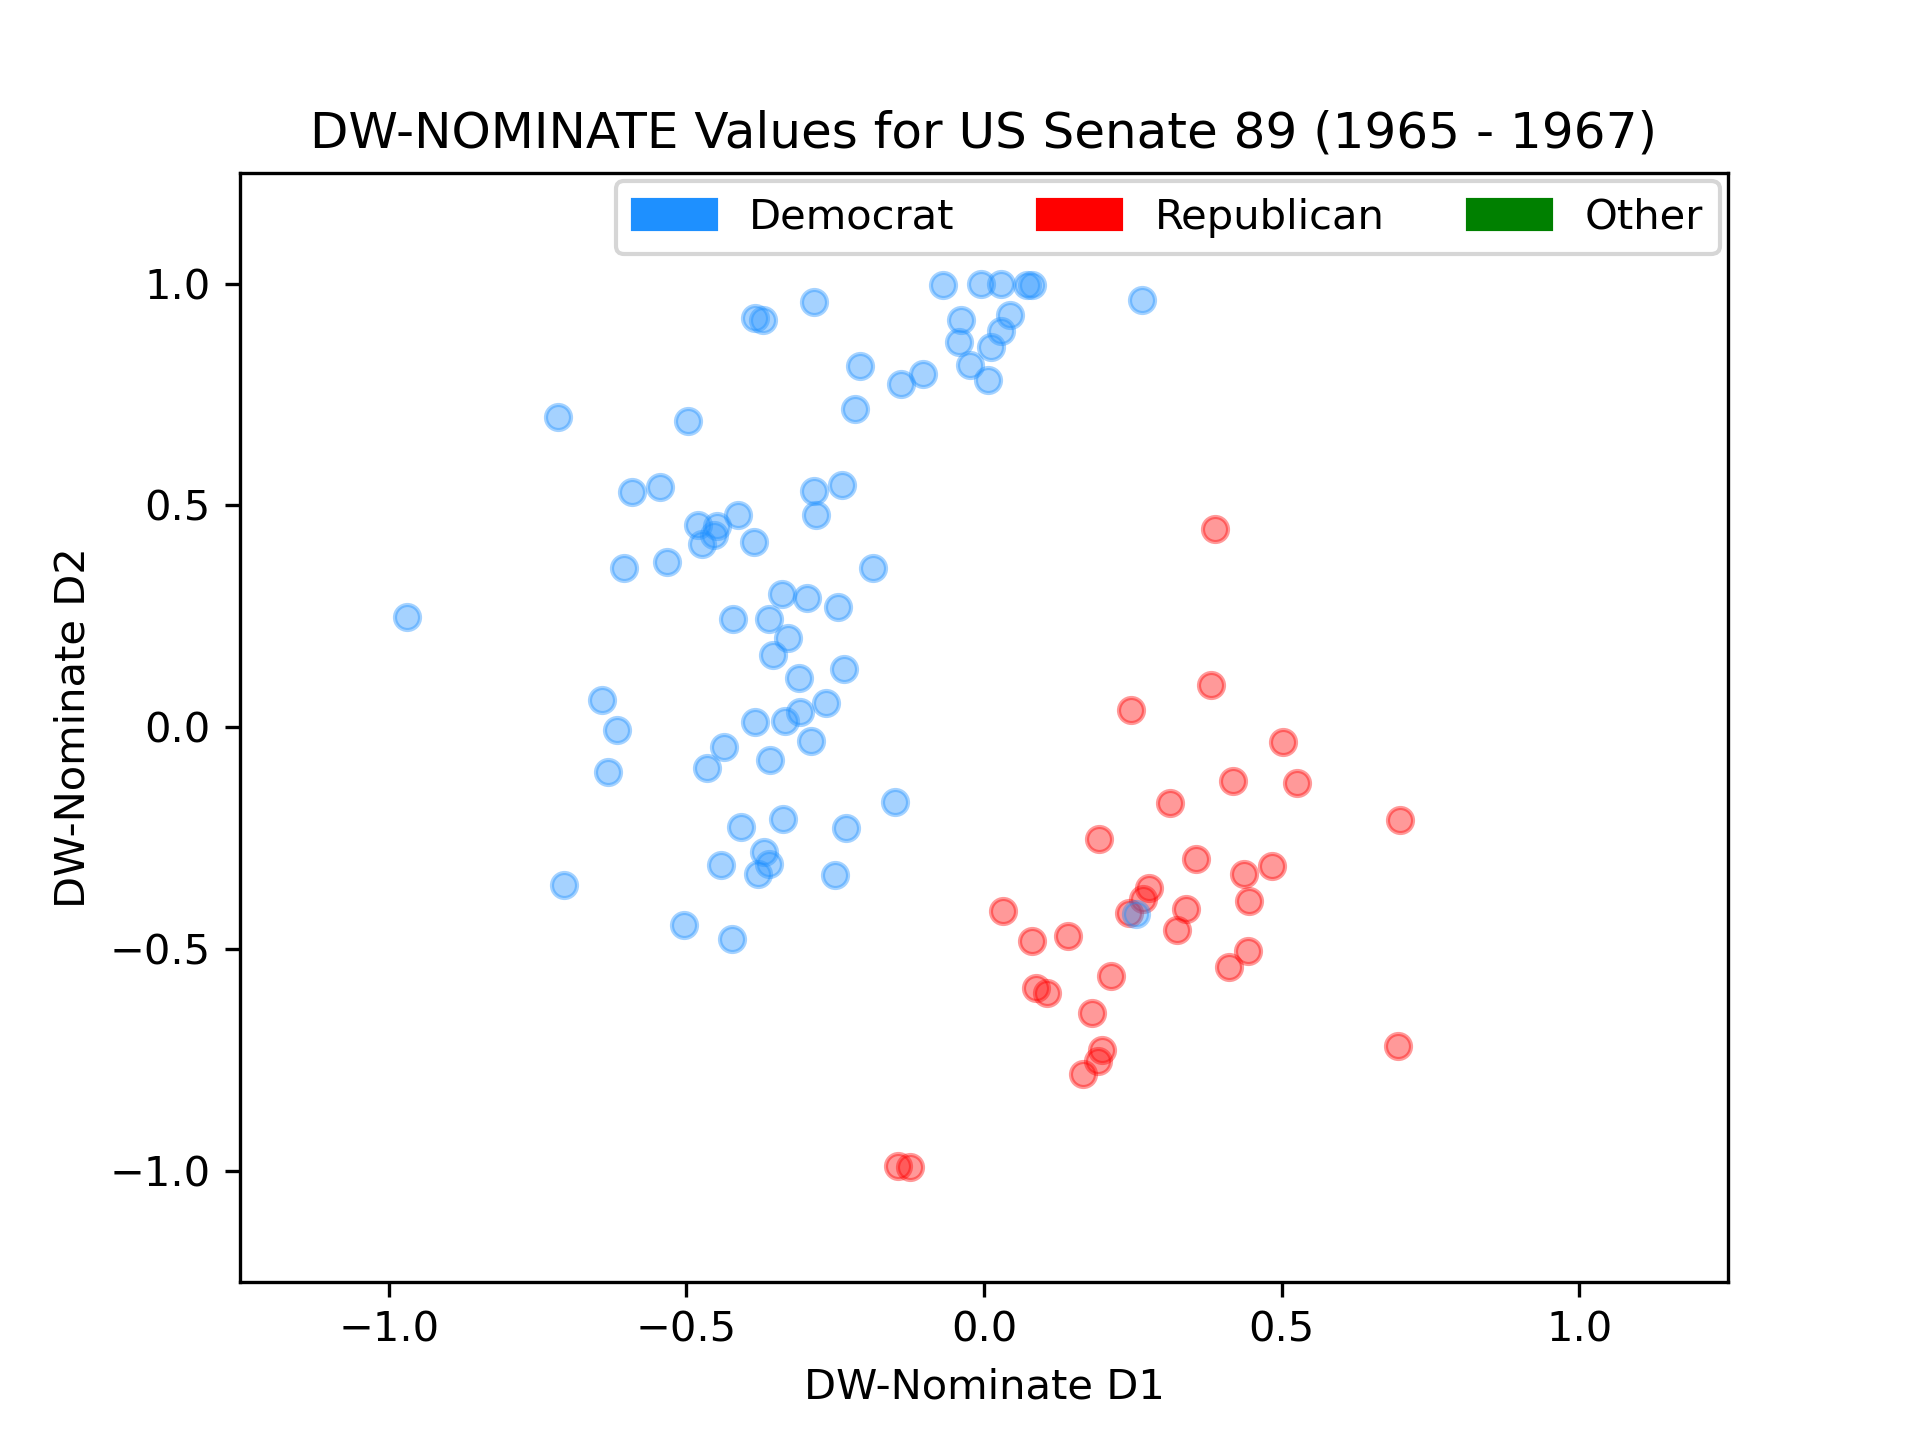 DW-NOMINATE Values for US Senate 89 (1965 - 1967)
Democrat Republican Other
1.0
0.5
0.0
−0.5
−1.0
DW-Nominate D2
−1.0 −0.5 0.0 0.5 1.0
DW-Nominate D1